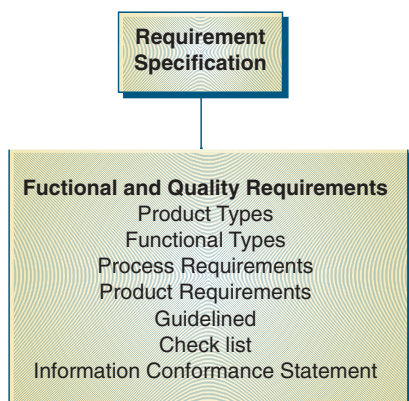 Requirement
Specification
Fuctional and Quality Requirements
Product Types
Functional Types
Process Requirements
Product Requirements
Guidelined
Check list
Information Conformance Statement